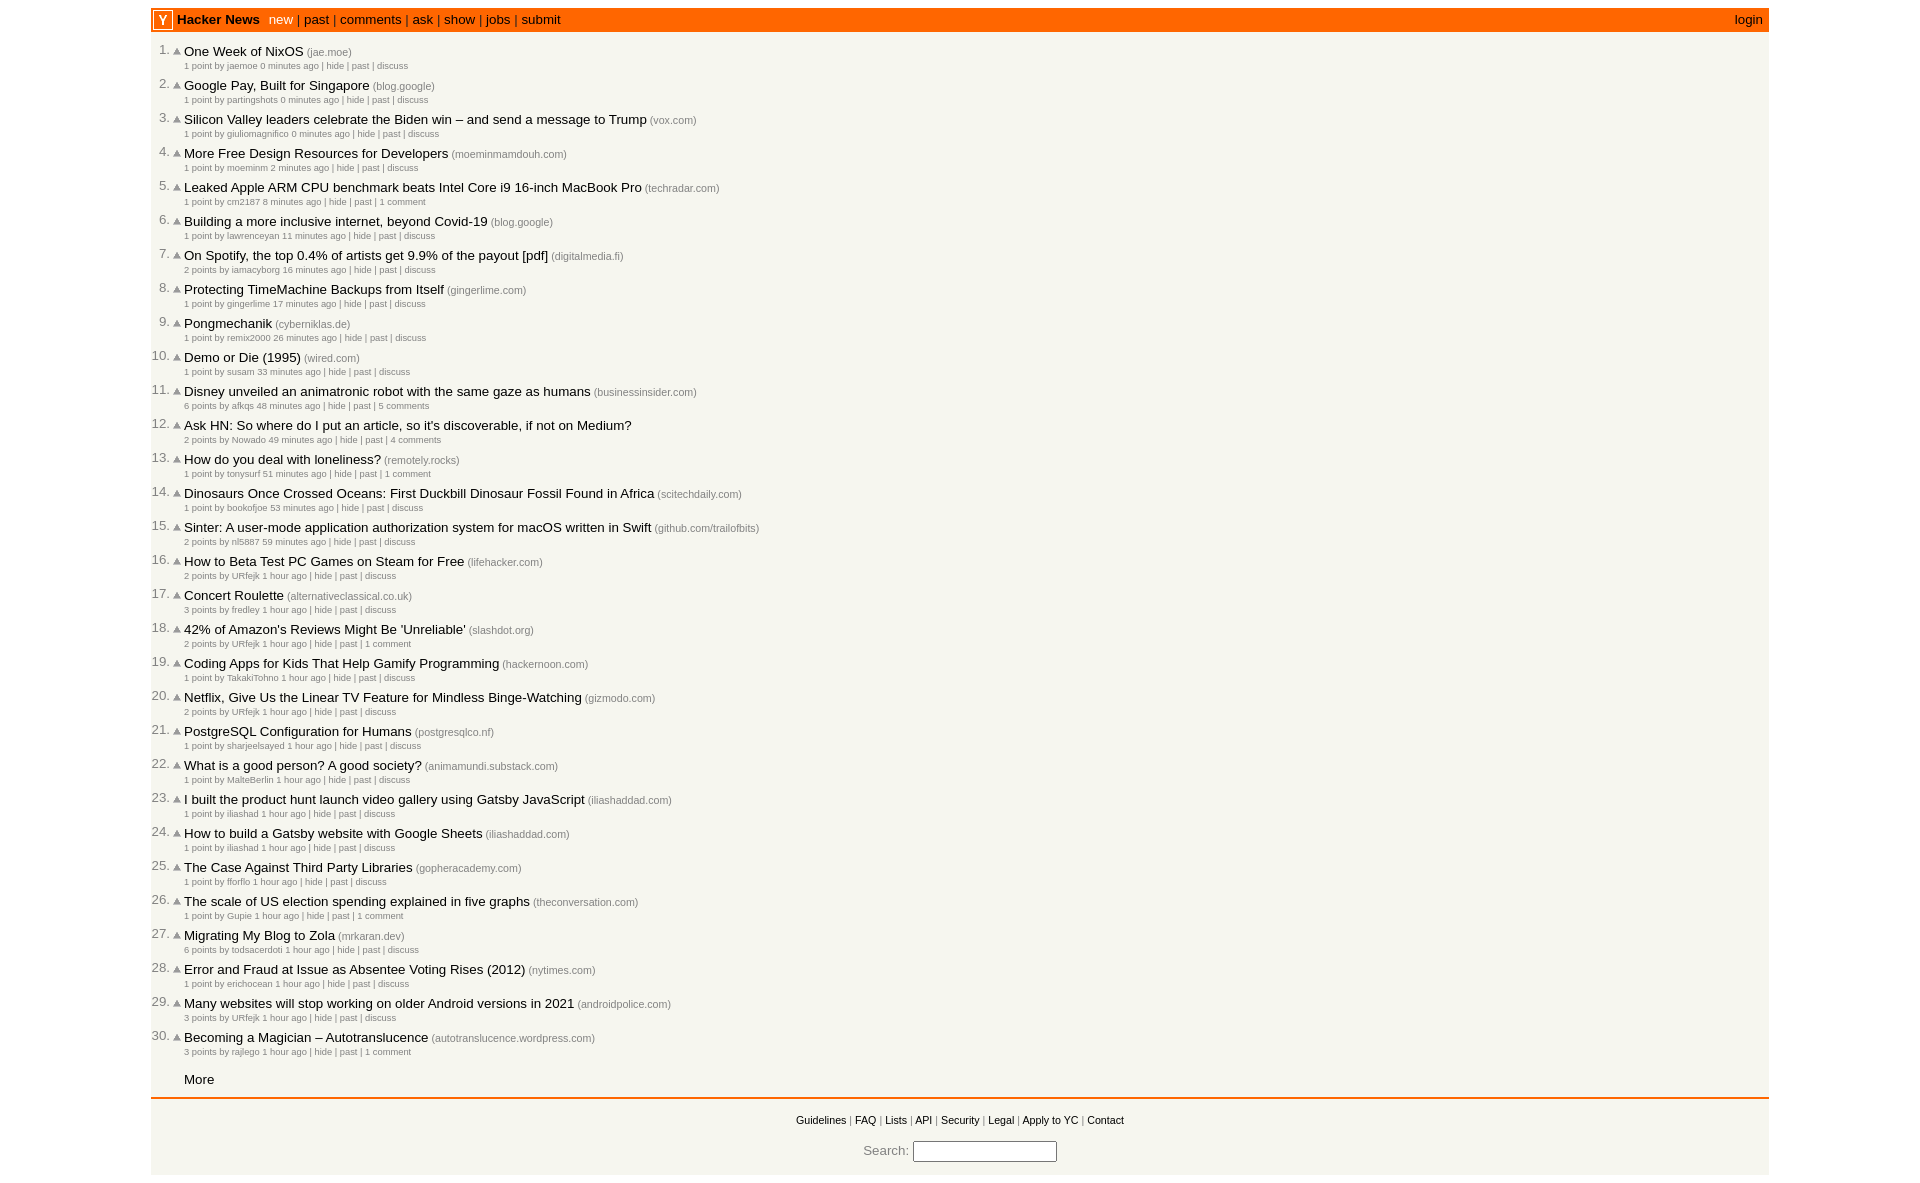 Y Hacker News new | past | comments | ask | show | jobs | submit login
1. One Week of NixOS (jae.moe)
1 point by jaemoe 0 minutes ago | hide | past | discuss
2. Google Pay, Built for Singapore (blog.google)
1 point by partingshots 0 minutes ago | hide | past | discuss
3. Silicon Valley leaders celebrate the Biden win – and send a message to Trump (vox.com)
1 point by giuliomagnifico 0 minutes ago | hide | past | discuss
4. More Free Design Resources for Developers (moeminmamdouh.com)
1 point by moeminm 2 minutes ago | hide | past | discuss
5. Leaked Apple ARM CPU benchmark beats Intel Core i9 16-inch MacBook Pro (techradar.com)
1 point by cm2187 8 minutes ago | hide | past | 1 comment
6. Building a more inclusive internet, beyond Covid-19 (blog.google)
1 point by lawrenceyan 11 minutes ago | hide | past | discuss
7. On Spotify, the top 0.4% of artists get 9.9% of the payout [pdf] (digitalmedia.fi)
2 points by iamacyborg 16 minutes ago | hide | past | discuss
8. Protecting TimeMachine Backups from Itself (gingerlime.com)
1 point by gingerlime 17 minutes ago | hide | past | discuss
9. Pongmechanik (cyberniklas.de)
1 point by remix2000 26 minutes ago | hide | past | discuss
10. Demo or Die (1995) (wired.com)
1 point by susam 33 minutes ago | hide | past | discuss
11. Disney unveiled an animatronic robot with the same gaze as humans (businessinsider.com)
6 points by afkqs 48 minutes ago | hide | past | 5 comments
12. Ask HN: So where do I put an article, so it's discoverable, if not on Medium?
2 points by Nowado 49 minutes ago | hide | past | 4 comments
13. How do you deal with loneliness? (remotely.rocks)
1 point by tonysurf 51 minutes ago | hide | past | 1 comment
14. Dinosaurs Once Crossed Oceans: First Duckbill Dinosaur Fossil Found in Africa (scitechdaily.com)
1 point by bookofjoe 53 minutes ago | hide | past | discuss
15. Sinter: A user-mode application authorization system for macOS written in Swift (github.com/trailofbits)
2 points by nl5887 59 minutes ago | hide | past | discuss
16. How to Beta Test PC Games on Steam for Free (lifehacker.com)
2 points by URfejk 1 hour ago | hide | past | discuss
17. Concert Roulette (alternativeclassical.co.uk)
3 points by fredley 1 hour ago | hide | past | discuss
18. 42% of Amazon's Reviews Might Be 'Unreliable' (slashdot.org)
2 points by URfejk 1 hour ago | hide | past | 1 comment
19. Coding Apps for Kids That Help Gamify Programming (hackernoon.com)
1 point by TakakiTohno 1 hour ago | hide | past | discuss
20. Netflix, Give Us the Linear TV Feature for Mindless Binge-Watching (gizmodo.com)
2 points by URfejk 1 hour ago | hide | past | discuss
21. PostgreSQL Configuration for Humans (postgresqlco.nf)
1 point by sharjeelsayed 1 hour ago | hide | past | discuss
22. What is a good person? A good society? (animamundi.substack.com)
1 point by MalteBerlin 1 hour ago | hide | past | discuss
23. I built the product hunt launch video gallery using Gatsby JavaScript (iliashaddad.com)
1 point by iliashad 1 hour ago | hide | past | discuss
24. How to build a Gatsby website with Google Sheets (iliashaddad.com)
1 point by iliashad 1 hour ago | hide | past | discuss
25. The Case Against Third Party Libraries (gopheracademy.com)
1 point by fforflo 1 hour ago | hide | past | discuss
26. The scale of US election spending explained in five graphs (theconversation.com)
1 point by Gupie 1 hour ago | hide | past | 1 comment
27. Migrating My Blog to Zola (mrkaran.dev)
6 points by todsacerdoti 1 hour ago | hide | past | discuss
28. Error and Fraud at Issue as Absentee Voting Rises (2012) (nytimes.com)
1 point by erichocean 1 hour ago | hide | past | discuss
29. Many websites will stop working on older Android versions in 2021 (androidpolice.com)
3 points by URfejk 1 hour ago | hide | past | discuss
30. Becoming a Magician – Autotranslucence (autotranslucence.wordpress.com)
3 points by rajlego 1 hour ago | hide | past | 1 comment
More
Guidelines | FAQ | Lists | API | Security | Legal | Apply to YC | Contact
Search: